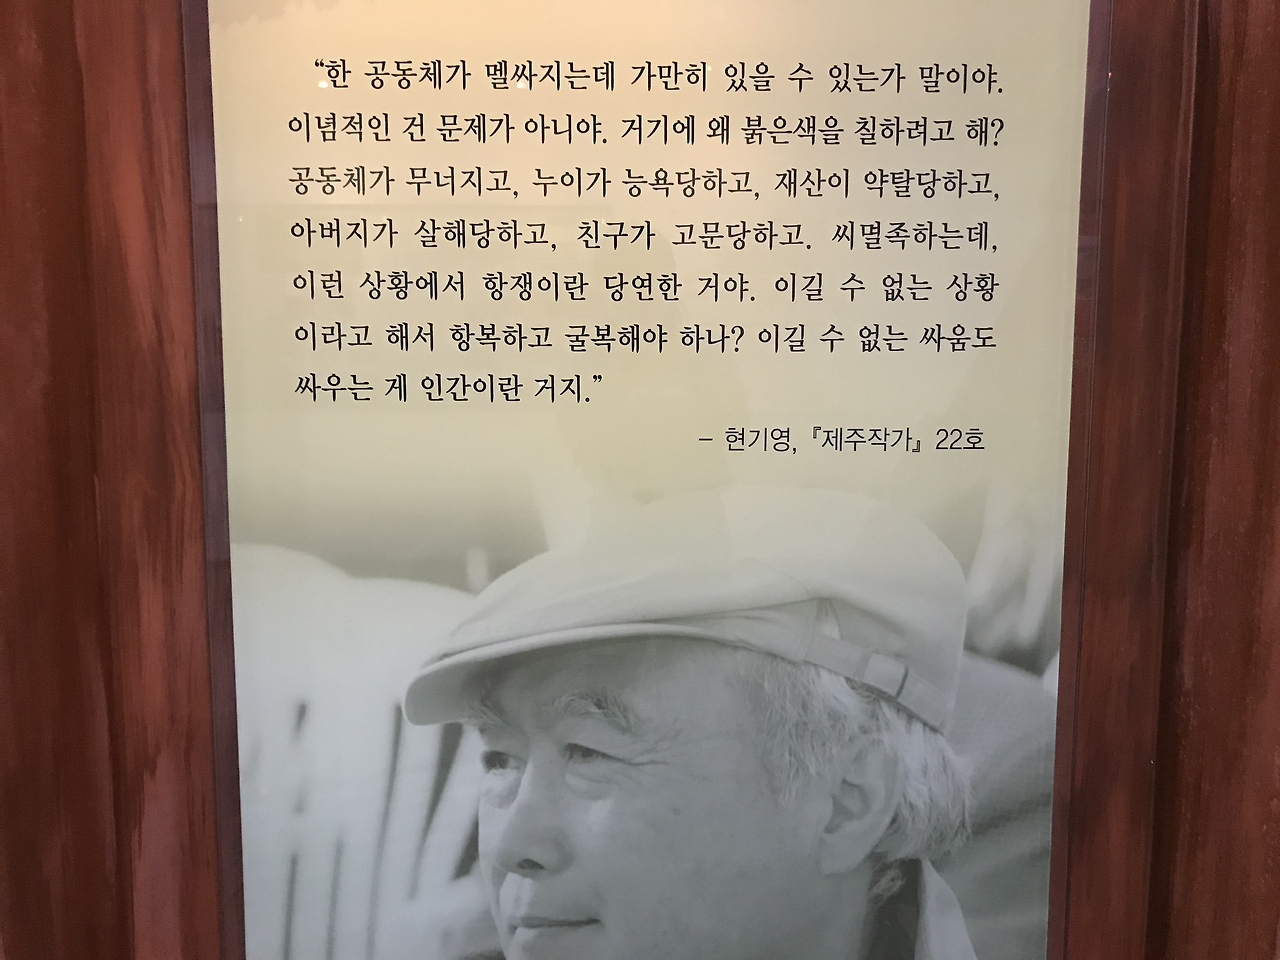 “한 공동체가 멜싸지는데 가만히 있을 수 있는가 말이야.
이념적인 건 문제가 아니야. 거기에 왜 붉은색을 칠하려고 해?
공동체가 무너지고, 누이가 능욕당하고, 재산이 약탈당하고,
아버지가 살해당하고, 친구가 고문당하고. 씨멸족하는데,
이런 상황에서 항쟁이란 당연한 거야. 이길 수 없는 상황
이라고 해서 항복하고 굴복해야 하나? 이길 수 없는 싸움도
싸우는 게 인간이란 거지.”
– 현기영, 『제주작가』 22호